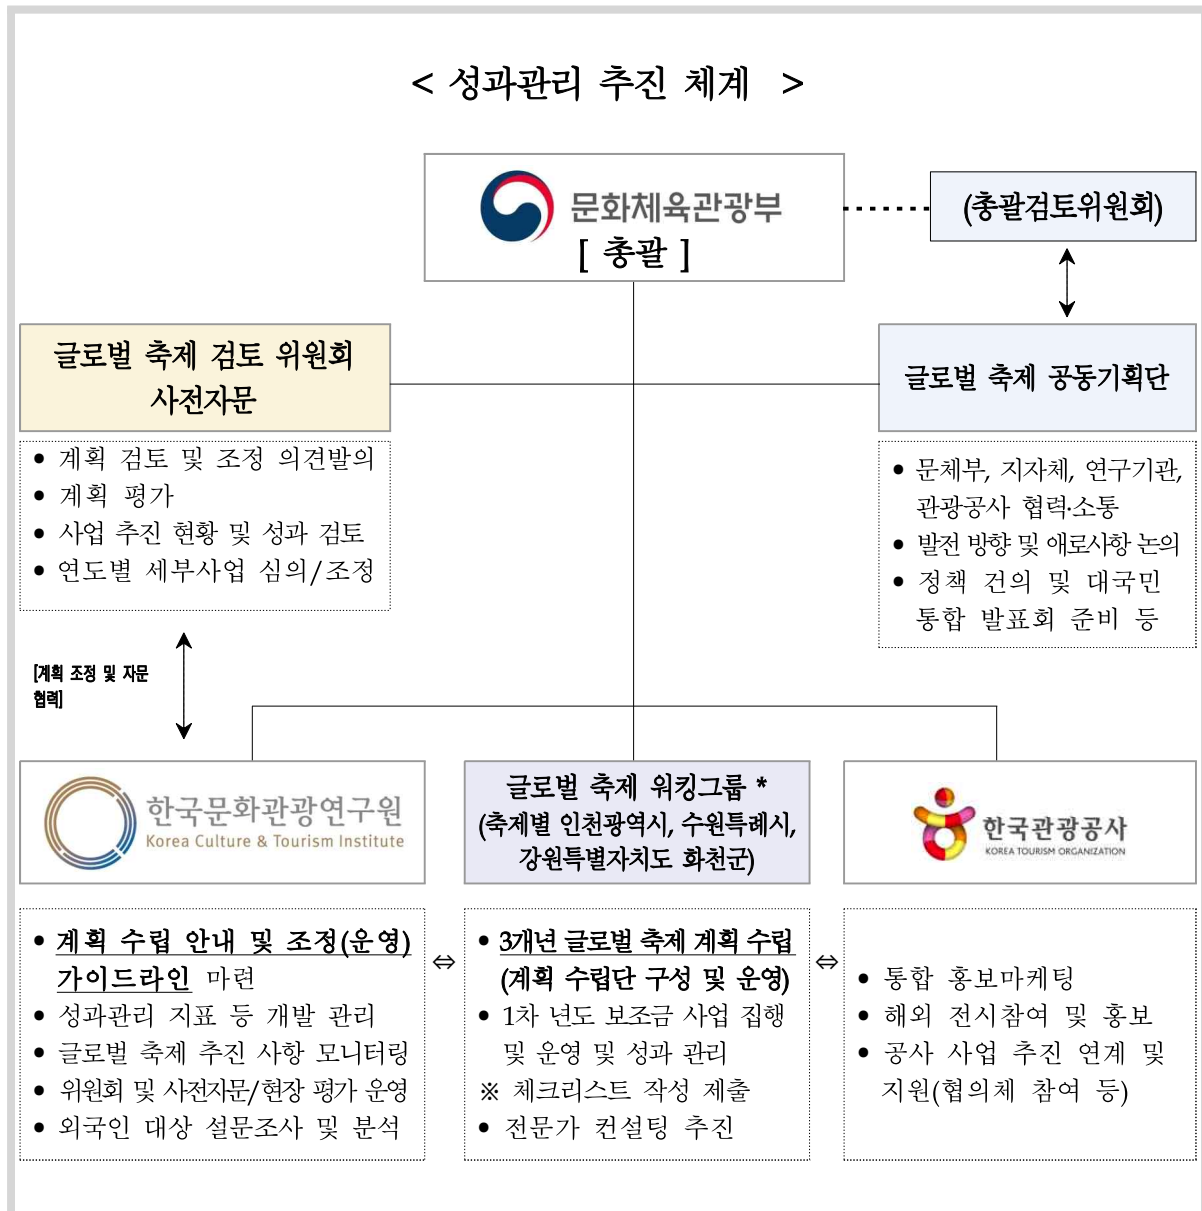 < 성과관리 추진 체계 >
문화체육관광부
[ 총괄 ]
(총괄검토위원회)
글로벌 축제 검토 위원회
사전자문
글로벌 축제 공동기획단
• 계획 검토 및 조정 의견발의
• 계획 평가
• 사업 추진 현황 및 성과 검토
• 연도별 세부사업 심의/조정
• 문체부, 지자체, 연구기관,
관광공사 협력·소통
• 발전 방향 및 애로사항 논의
• 정책 건의 및 대국민
통합 발표회 준비 등
[계획 조정 및 자문
협력]
한국문화관광연구원
Korea Culture & Tourism Institute
글로벌 축제 워킹그룹 *
(축제별 인천광역시, 수원특례시,
강원특별자치도 화천군)
한국관광공사
KOREA TOURISM ORGANIZATION
• 계획 수립 안내 및 조정(운영)
가이드라인 마련
• 성과관리 지표 등 개발 관리
• 글로벌 축제 추진 사항 모니터링
• 위원회 및 사전자문/현장 평가 운영
• 외국인 대상 설문조사 및 분석
⇔
• 3개년 글로벌 축제 계획 수립
(계획 수립단 구성 및 운영)
• 1차 년도 보조금 사업 집행
및 운영 및 성과 관리
※ 체크리스트 작성 제출
• 전문가 컨설팅 추진
⇔
• 통합 홍보마케팅
• 해외 전시참여 및 홍보
• 공사 사업 추진 연계 및
지원(협의체 참여 등)